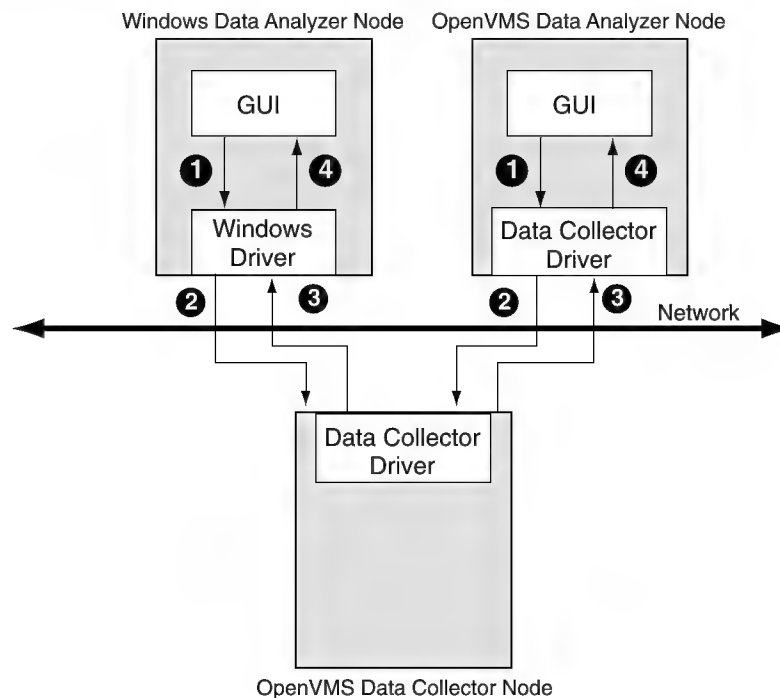 Windows Data Analyzer Node
OpenVMS Data Analyzer Node
GUI
GUI
1
4
1
4
Windows
Driver
Data Collector
Driver
2
3
2
3
Network
Data Collector
Driver
OpenVMS Data Collector Node